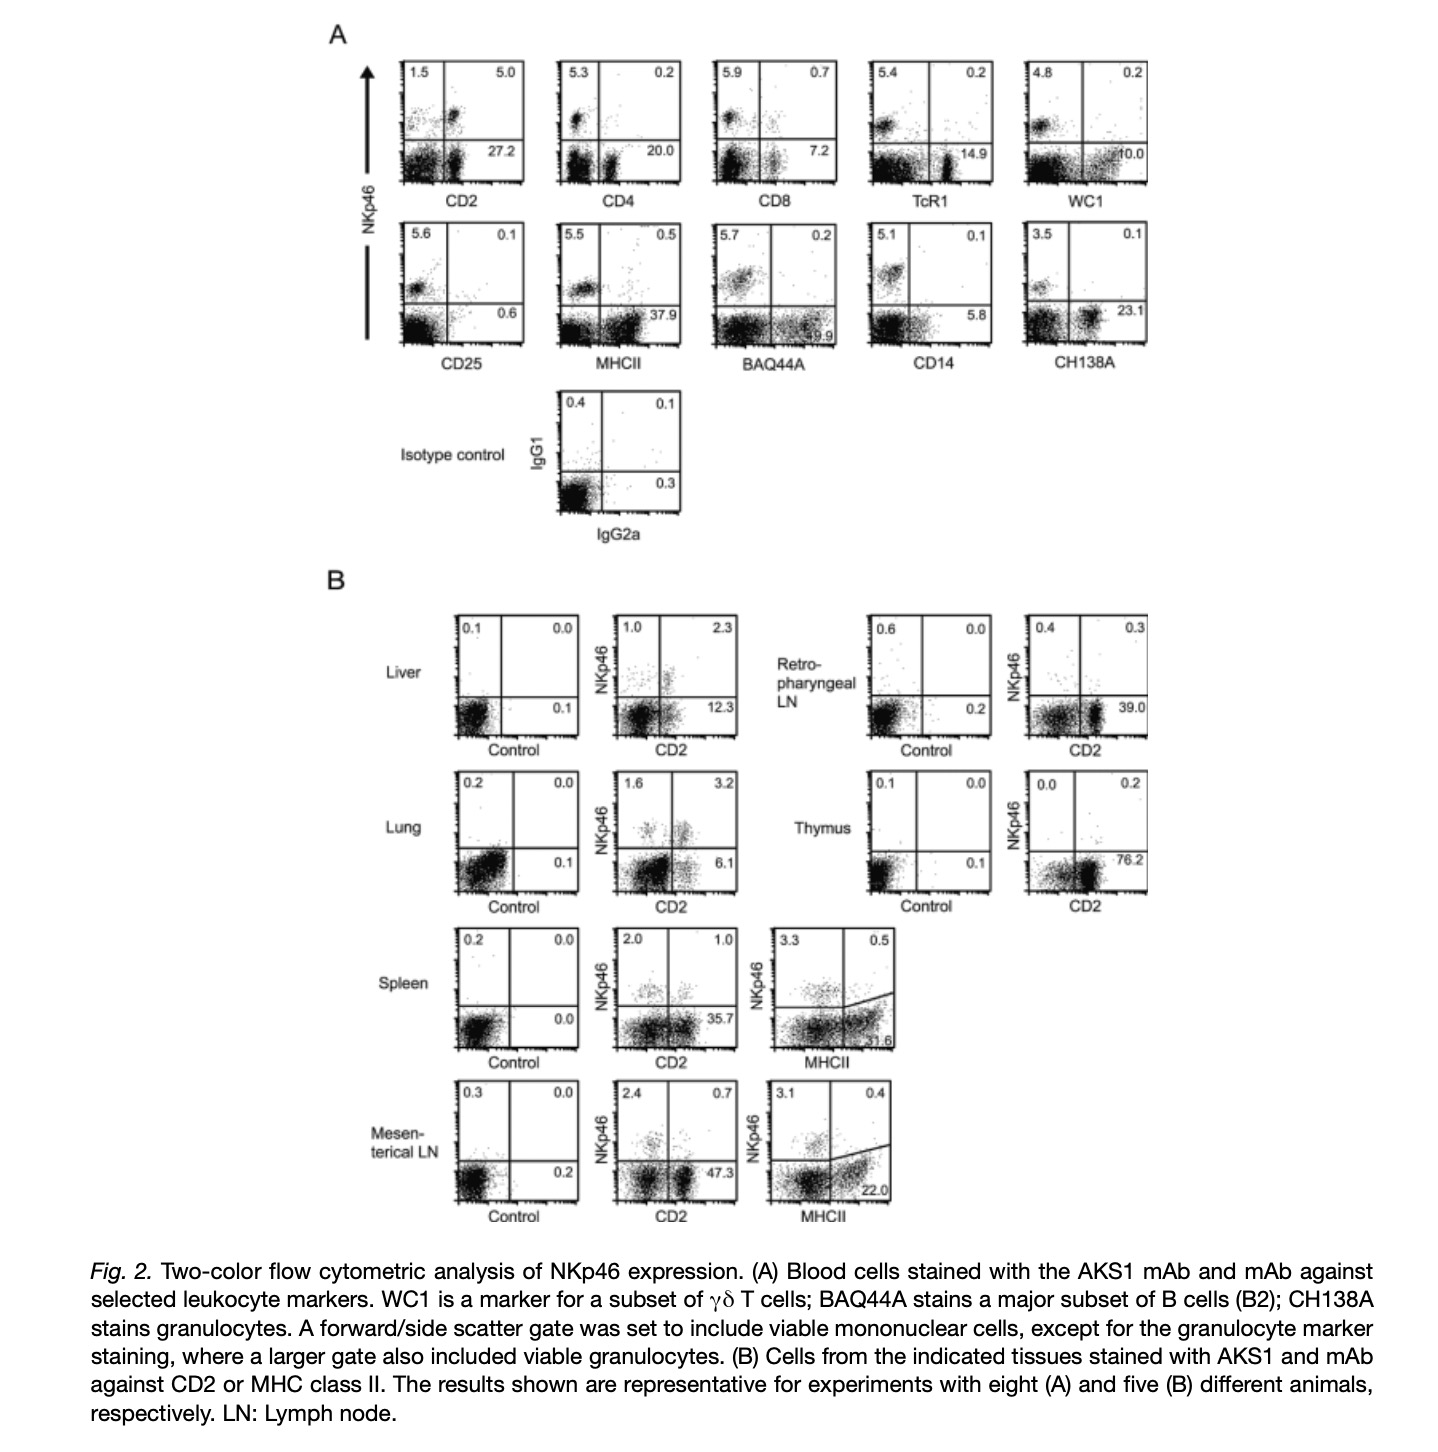 A
1.5 5.0 5.3 0.2 5.9 0.7 5.4 0.2 4.8 0.2
27.2 20.0 7.2 14.9 10.0
CD2 CD4 CD8 TcR1 WC1
NKp46
5.6 0.1 5.5 0.5 5.7 0.2 5.1 0.1 3.5 0.1
0.6 37.9 5.8 23.1
CD25 MHCII BAQ44A CD14 CH138A
0.4 0.1
Isotype control IgG1
0.3
IgG2a
B
0.1 0.0 1.0 2.3 0.6 0.0 0.4 0.3
Liver NKp46 Retro-
pharyngeal NKp46
LN
0.1 12.3 0.2 39.0
Control CD2 Control CD2
0.2 0.0 1.6 3.2 0.1 0.0 0.0 0.2
Lung NKp46 Thymus NKp46
0.1 6.1 0.1 76.2
Control CD2 Control CD2
0.2 0.0 2.0 1.0 3.3 0.5
Spleen NKp46 NKp46
0.0 35.7 31.6
Control CD2 MHCII
0.3 0.0 2.4 0.7 3.1 0.4
Mesen-
terical LN NKp46 NKp46
0.2 47.3 22.0
Control CD2 MHCII
Fig. 2. Two-color flow cytometric analysis of NKp46 expression. (A) Blood cells stained with the AKS1 mAb and mAb against
selected leukocyte markers. WC1 is a marker for a subset of γδ T cells; BAQ44A stains a major subset of B cells (B2); CH138A
stains granulocytes. A forward/side scatter gate was set to include viable mononuclear cells, except for the granulocyte marker
staining, where a larger gate also included viable granulocytes. (B) Cells from the indicated tissues stained with AKS1 and mAb
against CD2 or MHC class II. The results shown are representative for experiments with eight (A) and five (B) different animals,
respectively. LN: Lymph node.